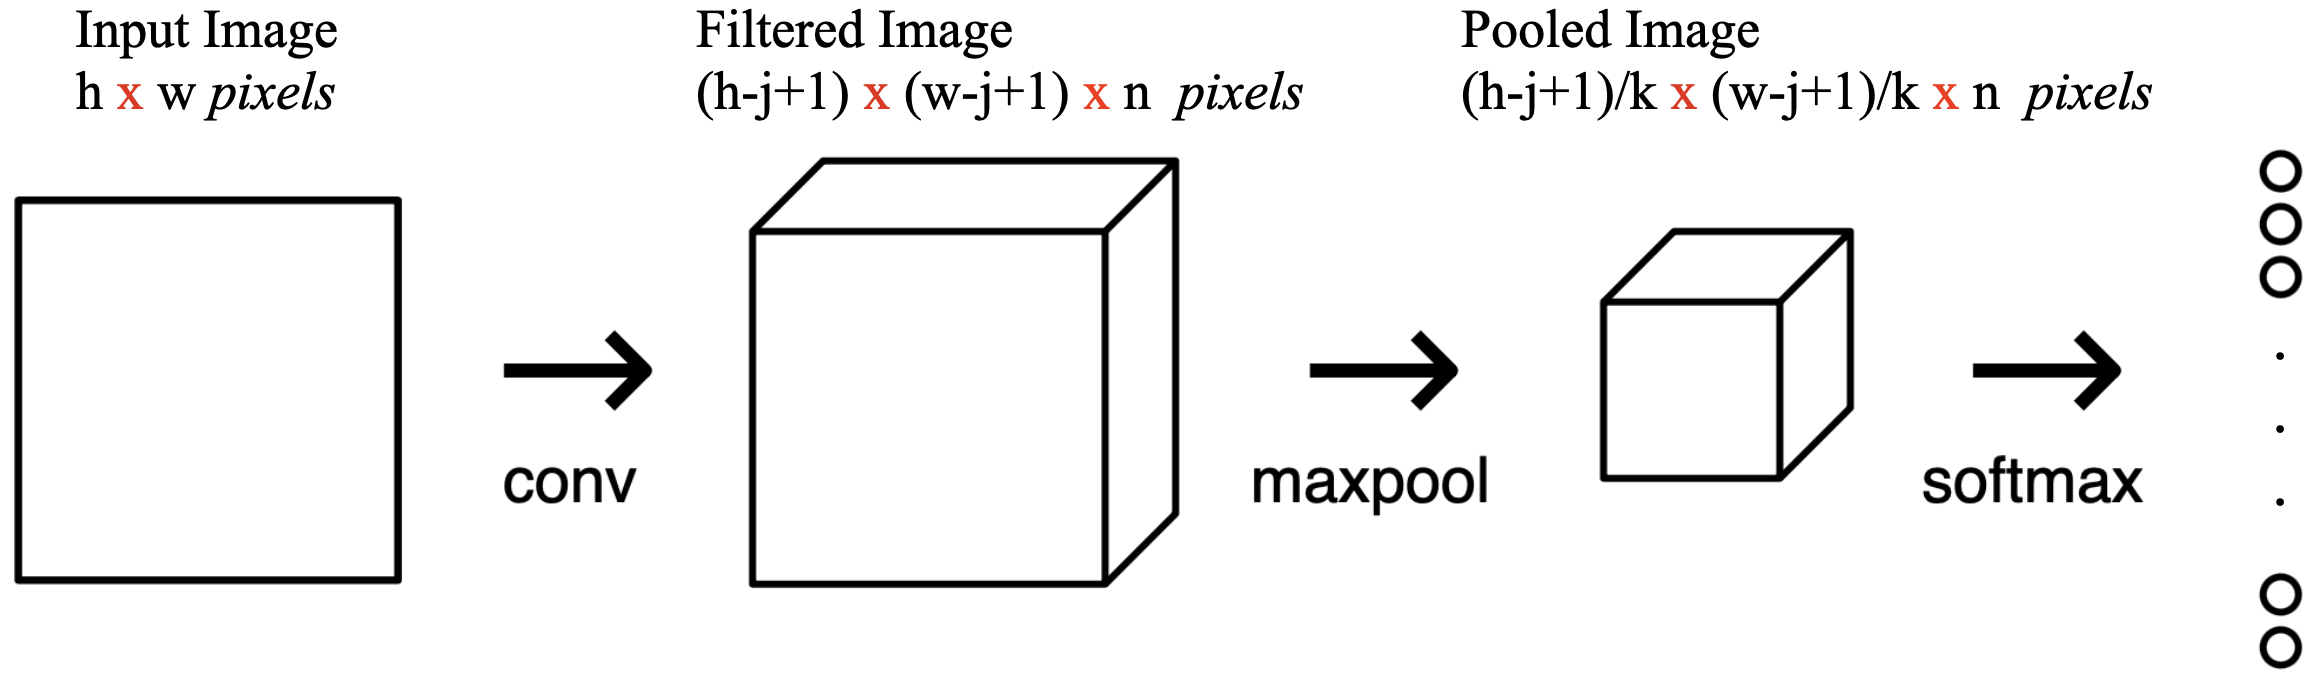 Input Image
h x w pixels
Filtered Image
(h-j+1) x (w-j+1) x n pixels
Pooled Image
(h-j+1)/k x (w-j+1)/k x n pixels
conv
maxpool
softmax